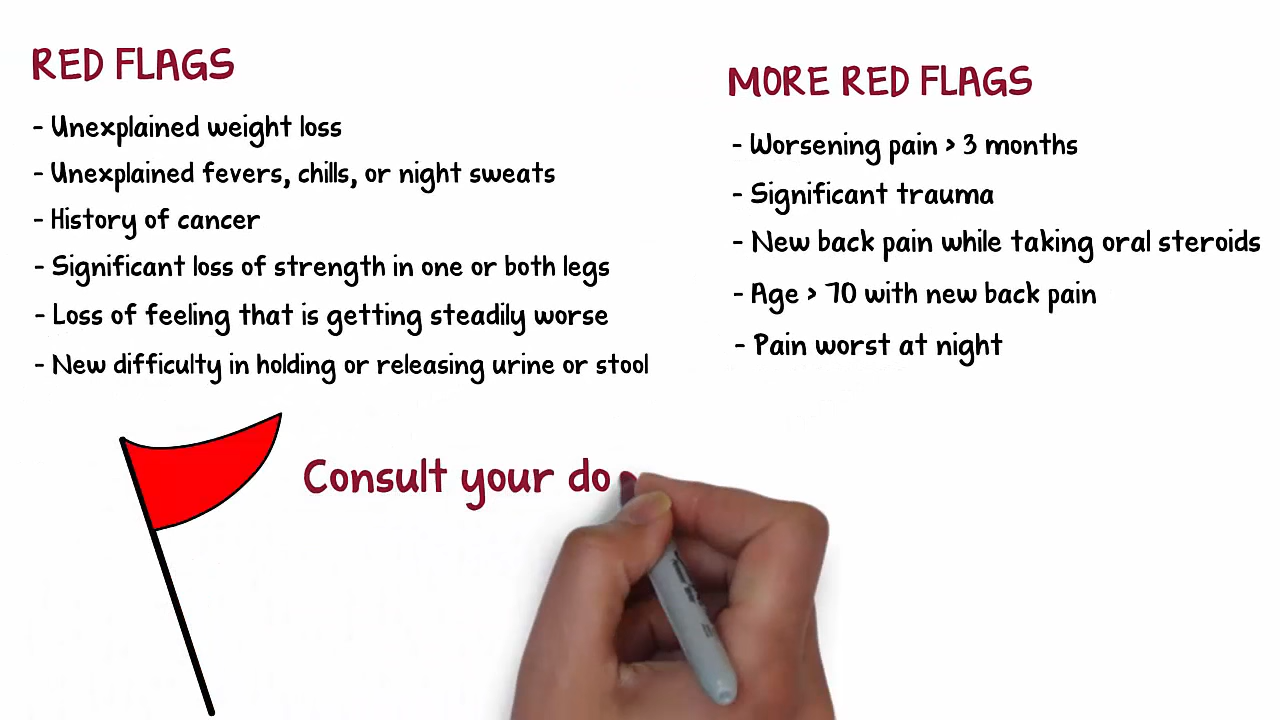 RED FLAGS
- Unexplained weight loss
- Unexplained fevers, chills, or night sweats
- History of cancer
- Significant loss of strength in one or both legs
- Loss of feeling that is getting steadily worse
- New difficulty in holding or releasing urine or stool
MORE RED FLAGS
- Worsening pain > 3 months
- Significant trauma
- New back pain while taking oral steroids
- Age > 70 with new back pain
- Pain worst at night
Consult your do